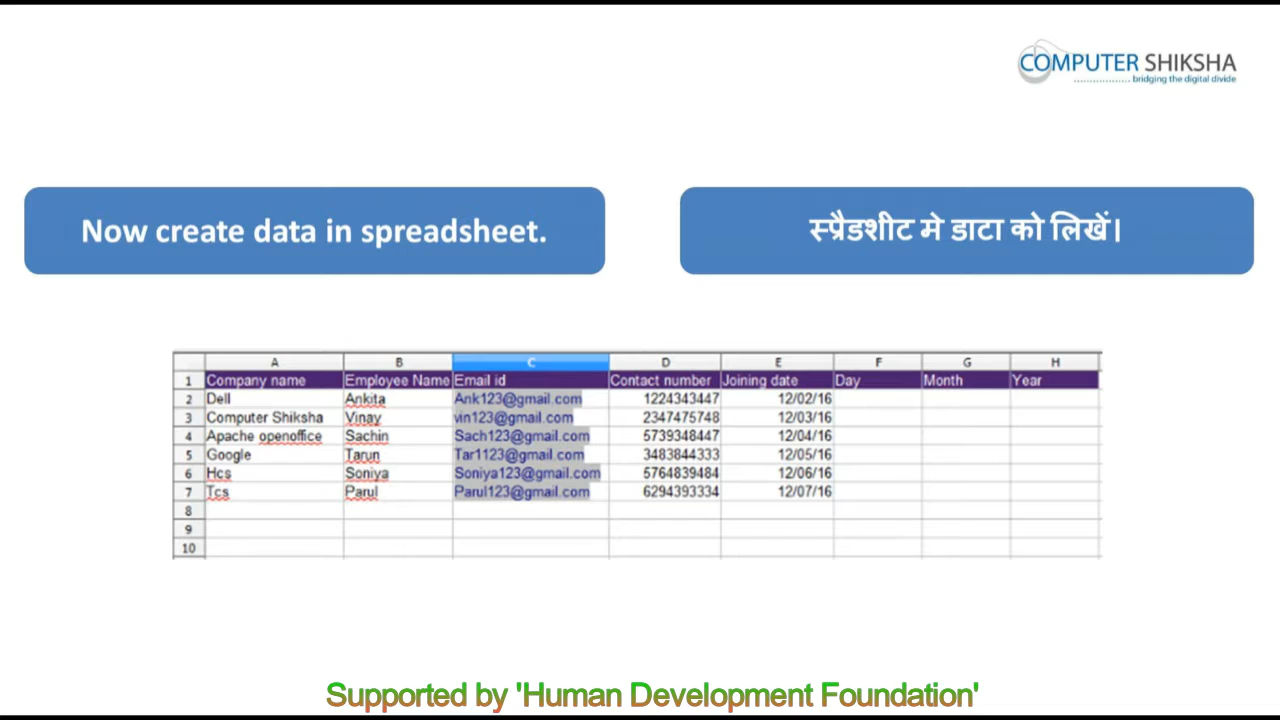 COMPUTER SHIKSHA
bridging the digital divide
Now create data in spreadsheet.
स्प्रैडशीट मे डाटा को लिखें।
A B C D E F G H
1 Company name Employee Name Email id Contact number Joining date Day Month Year
2 Dell Ankita Ank123@gmail.com 1224343447 12/02/16
3 Computer Shiksha Vinay vin123@gmail.com 2347475748 12/03/16
4 Apache openoffice Sachin Sach123@gmail.com 5739348447 12/04/16
5 Google Tarun Tar1123@gmail.com 3483844333 12/05/16
6 Hcs Soniya Soniya123@gmail.com 5764839484 12/06/16
7 Tcs Parul Parul123@gmail.com 6294393334 12/07/16
8
9
10
Supported by 'Human Development Foundation'